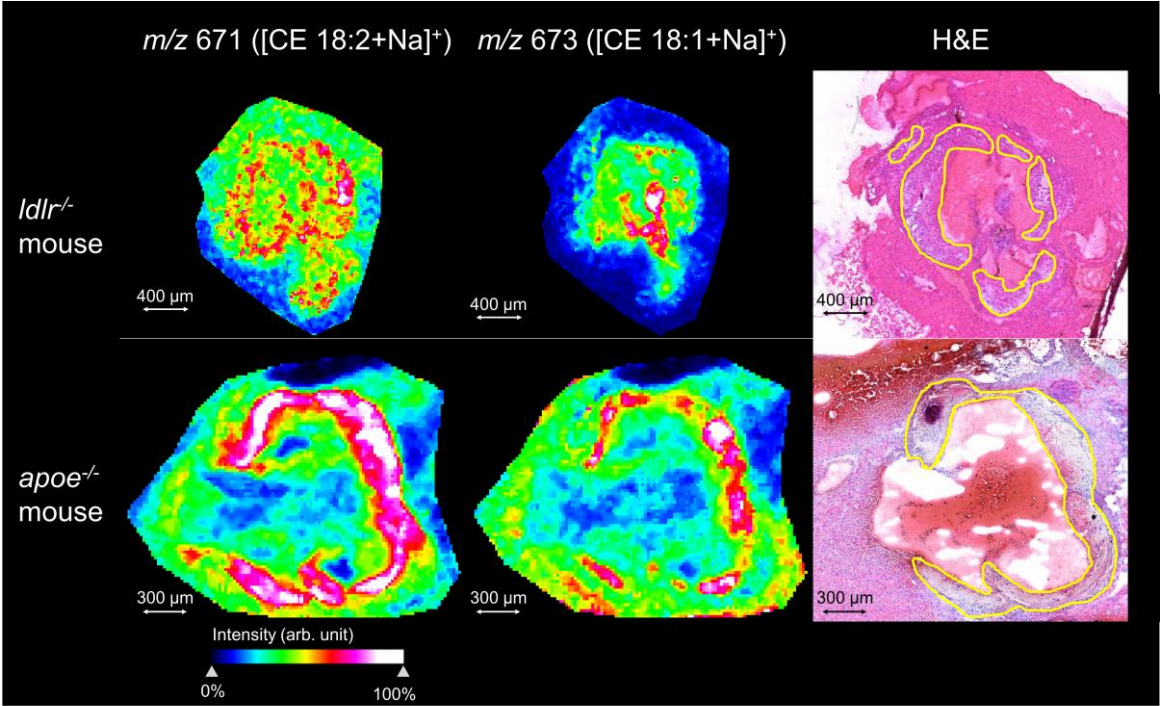 m/z 671 ([CE 18:2+Na]⁺) m/z 673 ([CE 18:1+Na]⁺) H&E
ldlr⁻/⁻
mouse
400 µm 400 µm 400 µm
apoe⁻/⁻
mouse
300 µm 300 µm 300 µm
Intensity (arb. unit)
0% 100%